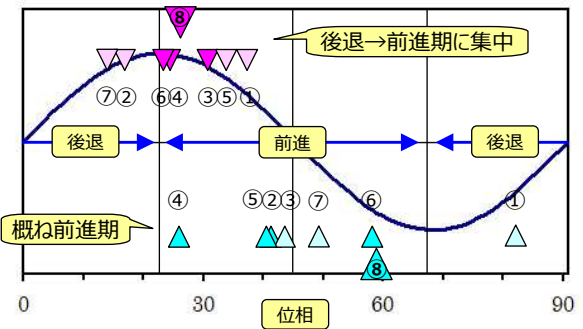 ⑧
後退→前進期に集中
⑦② ⑥④ ③⑤①
後退 前進 後退
④ ⑤②③ ⑦ ⑥ ①
概ね前進期
⑧
0 30 60 90
位相